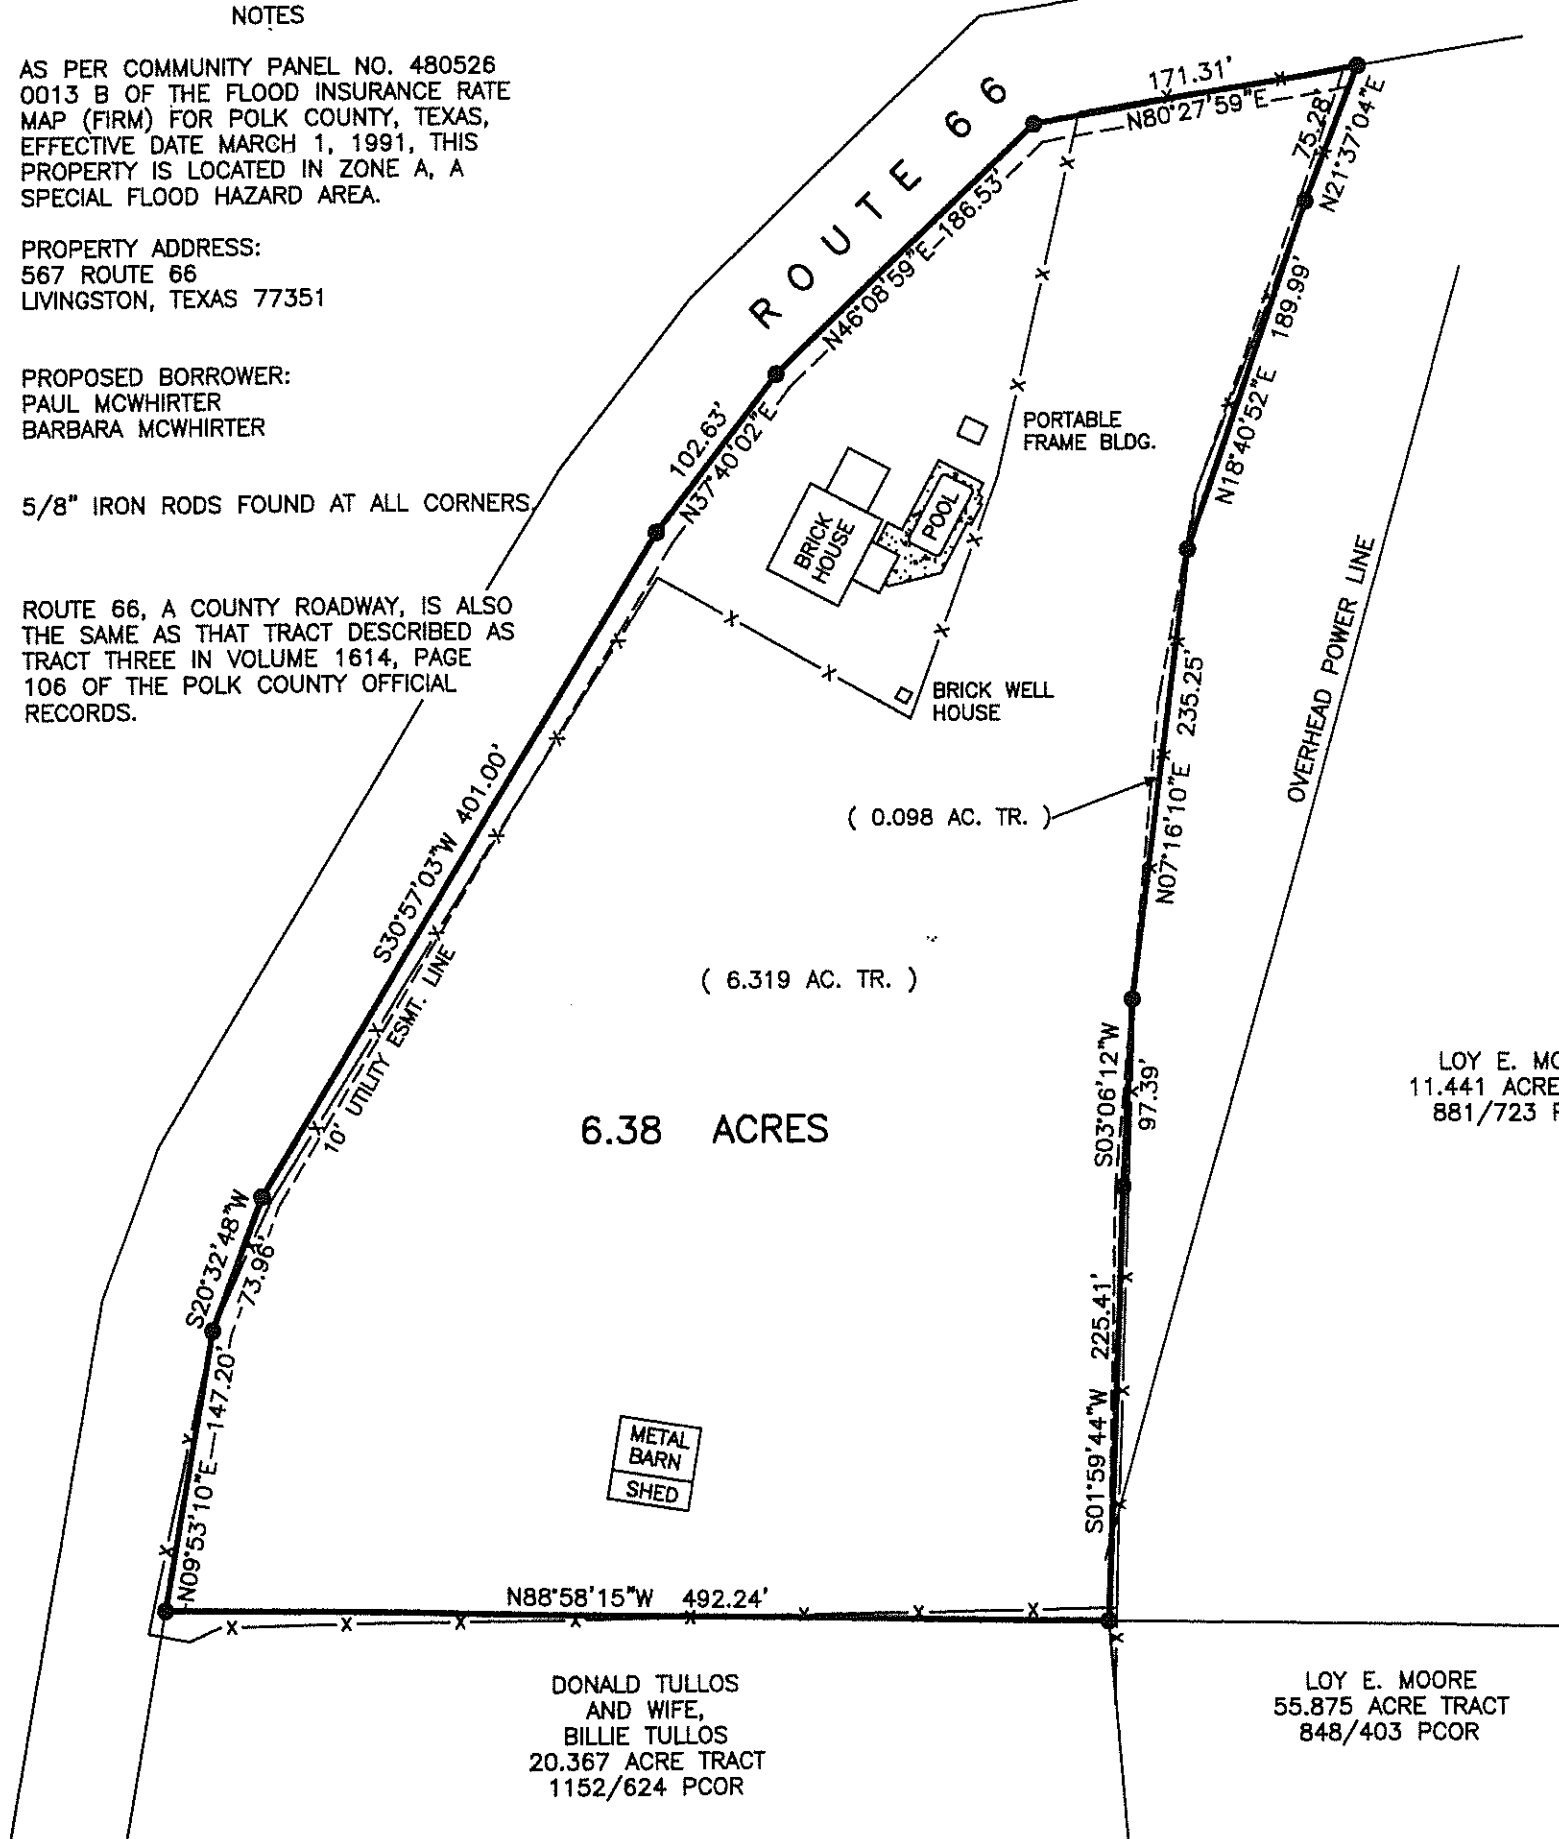 NOTES
AS PER COMMUNITY PANEL NO. 480526
0013 B OF THE FLOOD INSURANCE RATE
MAP (FIRM) FOR POLK COUNTY, TEXAS,
EFFECTIVE DATE MARCH 1, 1991, THIS
PROPERTY IS LOCATED IN ZONE A, A
SPECIAL FLOOD HAZARD AREA.
PROPERTY ADDRESS:
567 ROUTE 66
LIVINGSTON, TEXAS 77351
PROPOSED BORROWER:
PAUL MCWHIRTER
BARBARA MCWHIRTER
5/8" IRON RODS FOUND AT ALL CORNERS.
ROUTE 66, A COUNTY ROADWAY, IS ALSO
THE SAME AS THAT TRACT DESCRIBED AS
TRACT THREE IN VOLUME 1614, PAGE
106 OF THE POLK COUNTY OFFICIAL
RECORDS.
ROUTE 66
171.31'
N80°27'59"E
75.28'
N21°37'04"E
N46°08'59"E 186.53'
N18°40'52"E 189.99'
102.63'
N37°40'02"E
PORTABLE
FRAME BLDG.
POOL
BRICK
HOUSE
BRICK WELL
HOUSE
OVERHEAD POWER LINE
N07°16'10"E 235.25'
( 0.098 AC. TR. )
S30°57'03"W 401.00'
10' UTILITY ESMT. LINE
( 6.319 AC. TR. )
6.38 ACRES
S03°06'12"W
97.39'
LOY E. MO
11.441 ACRE
881/723 P
S20°32'48"W
73.96'
S01°59'44"W 225.41'
N09°53'10"E 147.20'
METAL
BARN
SHED
N88°58'15"W 492.24'
DONALD TULLOS
AND WIFE,
BILLIE TULLOS
20.367 ACRE TRACT
1152/624 PCOR
LOY E. MOORE
55.875 ACRE TRACT
848/403 PCOR